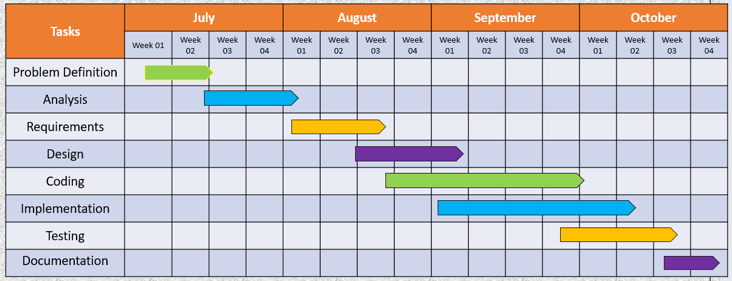 Tasks July August September October
Week 01 Week 02 Week 03 Week 04 Week 01 Week 02 Week 03 Week 04 Week 01 Week 02 Week 03 Week 04 Week 01 Week 02 Week 03 Week 04
Problem Definition
Analysis
Requirements
Design
Coding
Implementation
Testing
Documentation